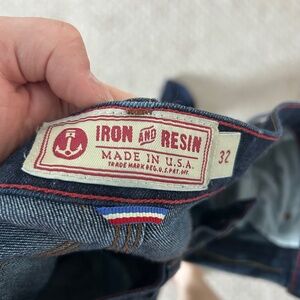 IRON AND RESIN
MADE IN U.S.A.
TRADE MARK REG. U.S. PAT. OFF.
32